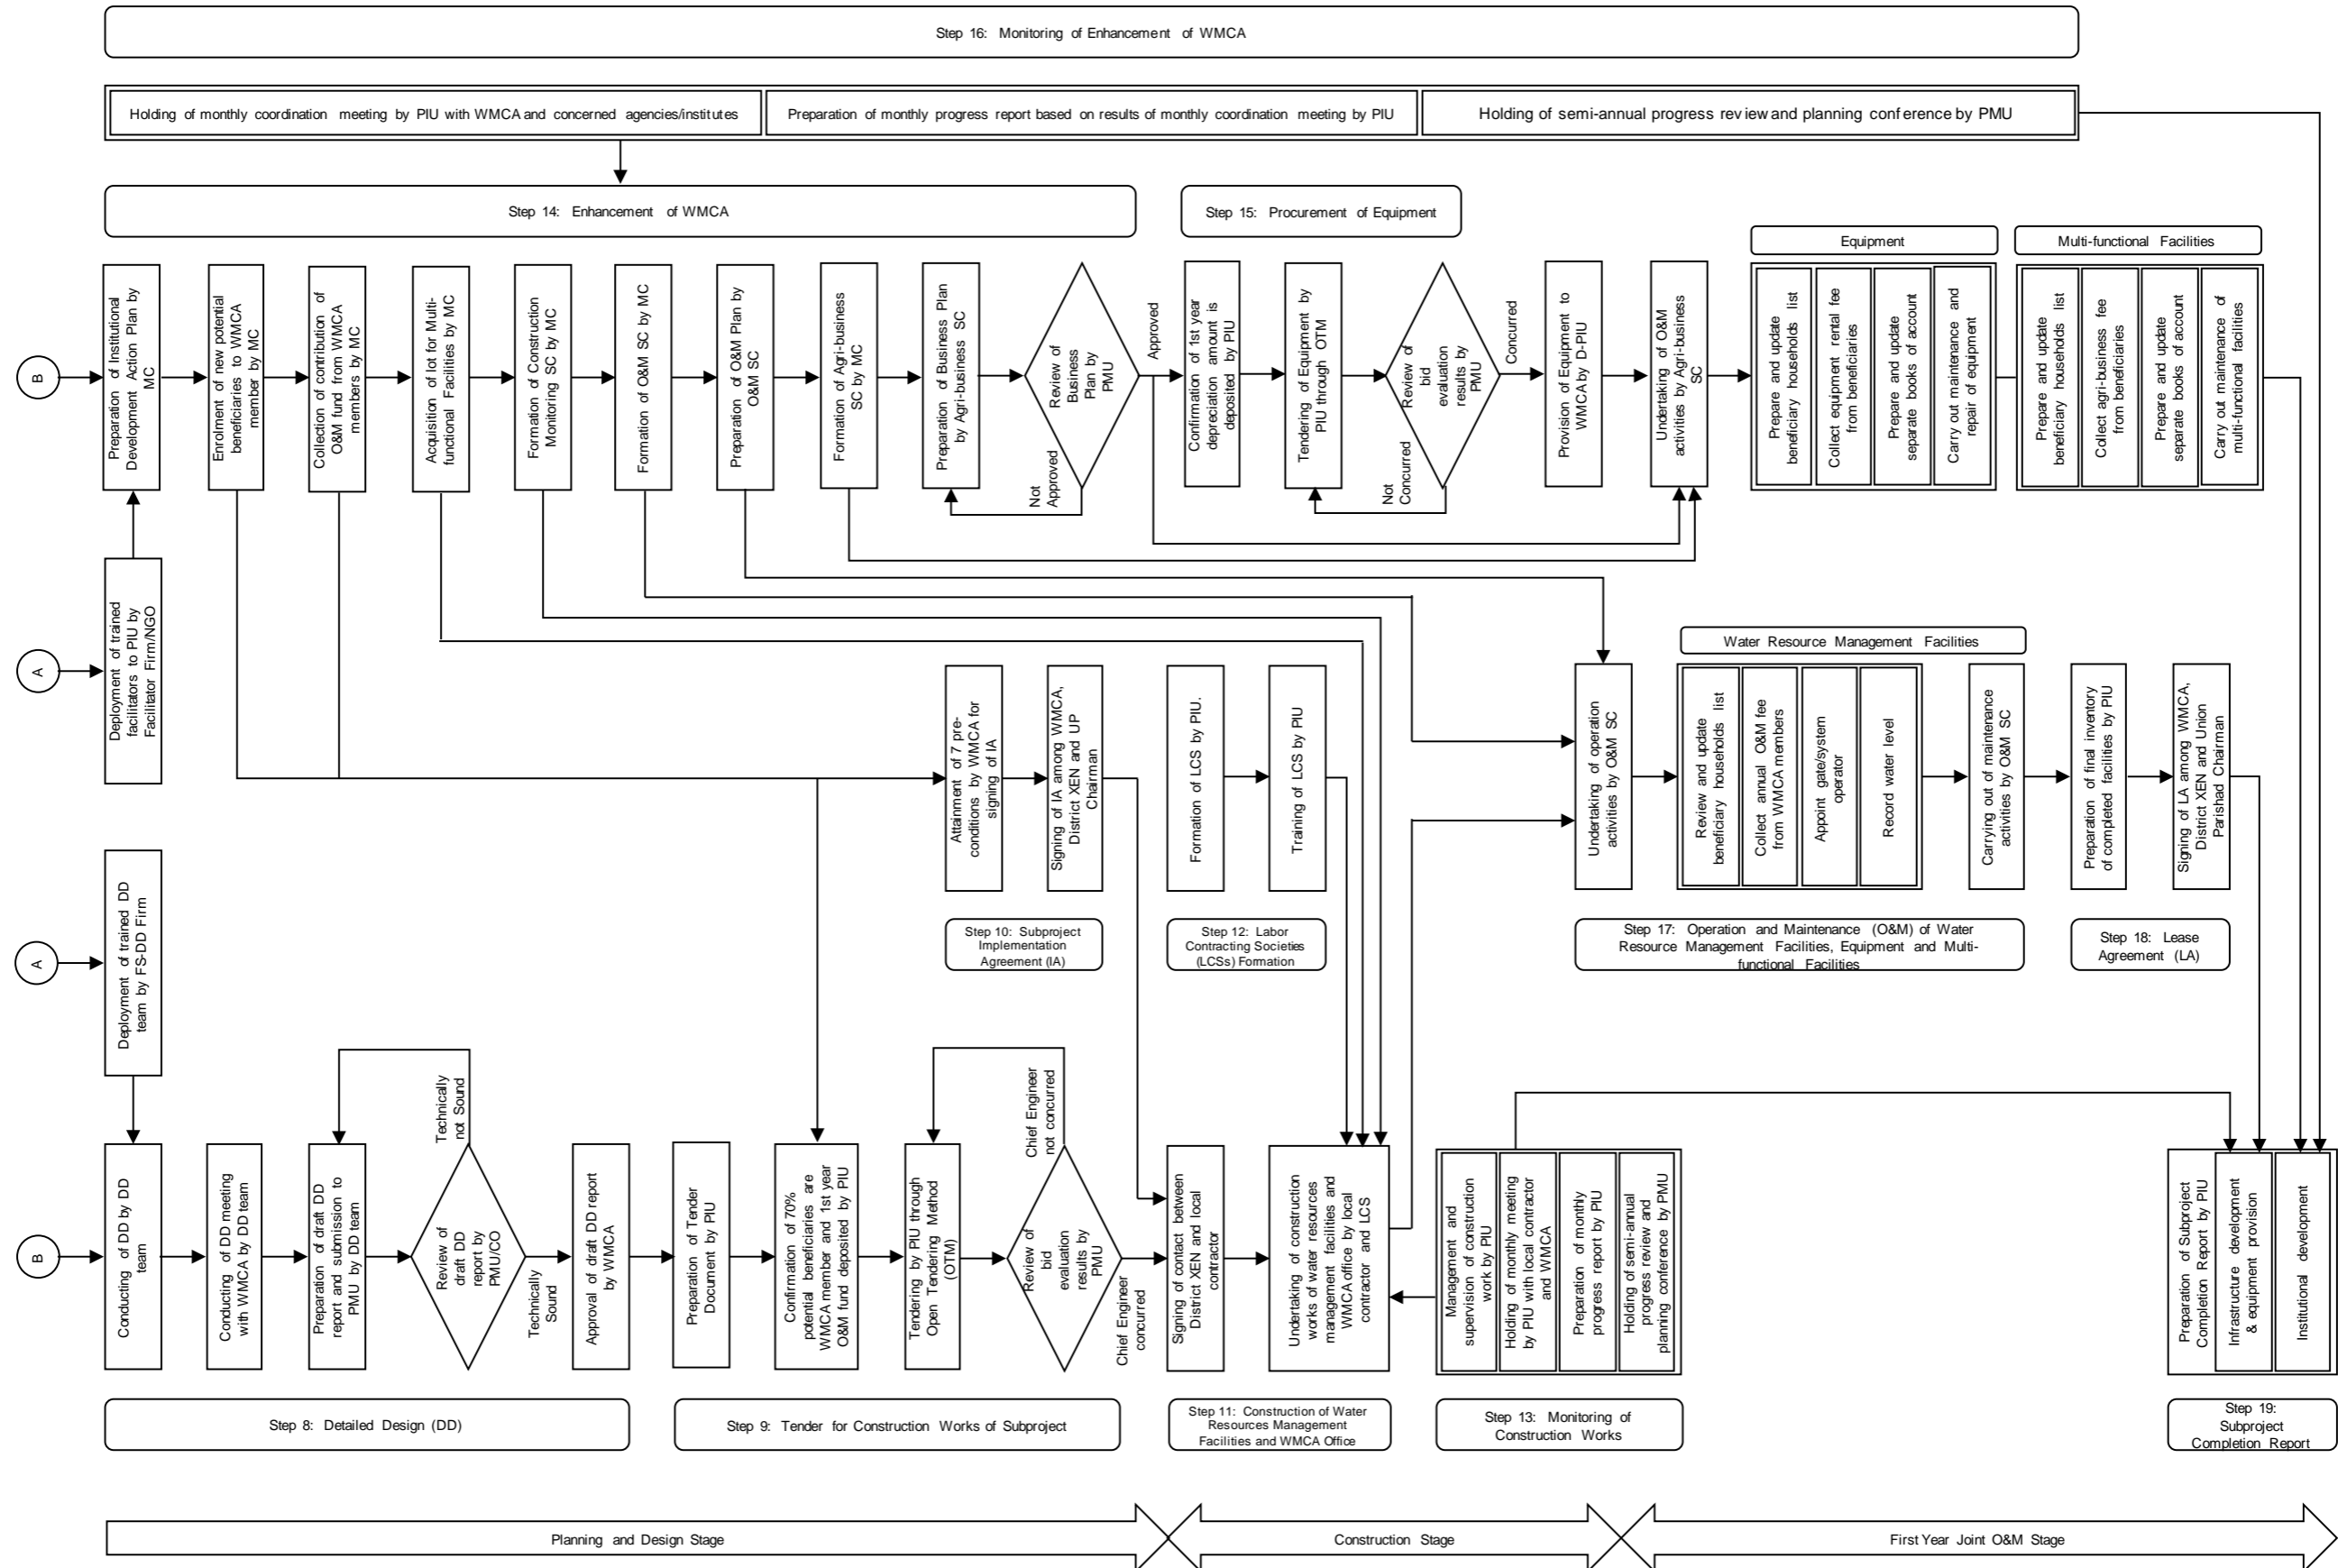 Step 16: Monitoring of Enhancement of WMCA
Holding of monthly coordination meeting by PIU with WMCA and concerned agencies/institutes
Preparation of monthly progress report based on results of monthly coordination meeting by PIU
Holding of semi-annual progress review and planning conference by PMU
Step 14: Enhancement of WMCA
Step 15: Procurement of Equipment
Equipment
Multi-functional Facilities
B
Preparation of Institutional
Development Action Plan by
MC
Enrolment of new potential
beneficiaries to WMCA
member by MC
Collection of contribution of
O&M fund from WMCA
members by MC
Acquisition of lot for Multi-
functional Facilities by MC
Formation of Construction
Monitoring SC by MC
Formation of O&M SC by MC
Preparation of O&M Plan by
O&M SC
Formation of Agri-business
SC by MC
Preparation of Business Plan
by Agri-business SC
Review of
Business
Plan by
PMU
Approved
Not
Approved
Confirmation of 1st year
depreciation amount is
deposited by PIU
Tendering of Equipment by
PIU through OTM
Review of
bid
evaluation
results by
PMU
Concurred
Not
Concurred
Provision of Equipment to
WMCA by D-PIU
Undertaking of O&M
activities by Agri-business
SC
Prepare and update
beneficiary households list
Collect equipment rental fee
from beneficiaries
Prepare and update
separate books of account
Carry out maintenance and
repair of equipment
Prepare and update
beneficiary households list
Collect agri-business fee
from beneficiaries
Prepare and update
separate books of account
Carry out maintenance of
multi-functional facilities
A
Deployment of trained
facilitators to PIU by
Facilitator Firm/NGO
Water Resource Management Facilities
Attainment of 7 pre-
conditions by WMCA for
signing of IA
Signing of IA among WMCA,
District XEN and UP
Chairman
Formation of LCS by PIU.
Training of LCS by PIU
Undertaking of operation
activities by O&M SC
Review and update
beneficiary households list
Collect annual O&M fee
from WMCA members
Appoint gate/system
operator
Record water level
Carrying out of maintenance
activities by O&M SC
Preparation of final inventory
of completed facilities by PIU
Signing of LA among WMCA,
District XEN and Union
Parishad Chairman
Step 10: Subproject
Implementation
Agreement (IA)
Step 12: Labor
Contracting Societies
(LCSs) Formation
Step 17: Operation and Maintenance (O&M) of Water
Resource Management Facilities, Equipment and Multi-
functional Facilities
Step 18: Lease
Agreement (LA)
A
Deployment of trained DD
team by FS-DD Firm
B
Conducting of DD by DD
team
Conducting of DD meeting
with WMCA by DD team
Preparation of draft DD
report and submission to
PMU by DD team
Technically
not Sound
Review of
draft DD
report by
PMU/CO
Technically
Sound
Approval of draft DD report
by WMCA
Preparation of Tender
Document by PIU
Confirmation of 70%
potential beneficiaries are
WMCA member and 1st year
O&M fund deposited by PIU
Tendering by PIU through
Open Tendering Method
(OTM)
Chief Engineer
not concurred
Review of
bid
evaluation
results by
PMU
Chief Engineer
concurred
Signing of contact between
District XEN and local
contractor
Undertaking of construction
works of water resources
management facilities and
WMCA office by local
contractor and LCS
Management and
supervision of construction
work by PIU
Holding of monthly meeting
by PIU with local contractor
and WMCA
Preparation of monthly
progress report by PIU
Holding of semi-annual
progress review and
planning conference by PMU
Preparation of Subproject
Completion Report by PIU
Infrastructure development
& equipment provision
Institutional development
Step 8: Detailed Design (DD)
Step 9: Tender for Construction Works of Subproject
Step 11: Construction of Water
Resources Management
Facilities and WMCA Office
Step 13: Monitoring of
Construction Works
Step 19:
Subproject
Completion Report
Planning and Design Stage
Construction Stage
First Year Joint O&M Stage